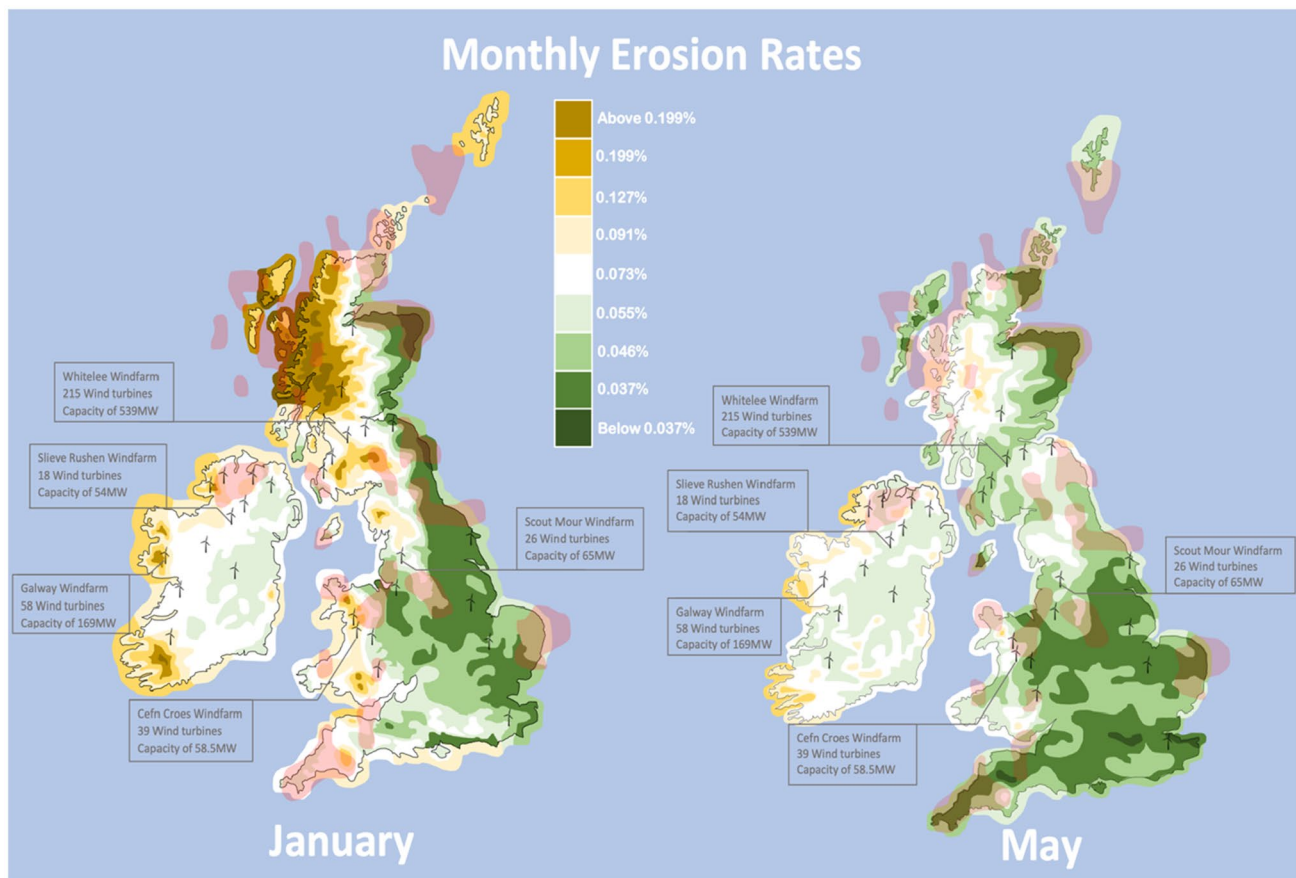 Monthly Erosion Rates
Above 0.199%
0.199%
0.127%
0.091%
0.073%
0.055%
0.046%
0.037%
Below 0.037%
Whitelee Windfarm
215 Wind turbines
Capacity of 539MW
Slieve Rushen Windfarm
18 Wind turbines
Capacity of 54MW
Galway Windfarm
58 Wind turbines
Capacity of 169MW
Cefn Croes Windfarm
39 Wind turbines
Capacity of 58.5MW
Scout Mour Windfarm
26 Wind turbines
Capacity of 65MW
January
Whitelee Windfarm
215 Wind turbines
Capacity of 539MW
Slieve Rushen Windfarm
18 Wind turbines
Capacity of 54MW
Galway Windfarm
58 Wind turbines
Capacity of 169MW
Cefn Croes Windfarm
39 Wind turbines
Capacity of 58.5MW
Scout Mour Windfarm
26 Wind turbines
Capacity of 65MW
May